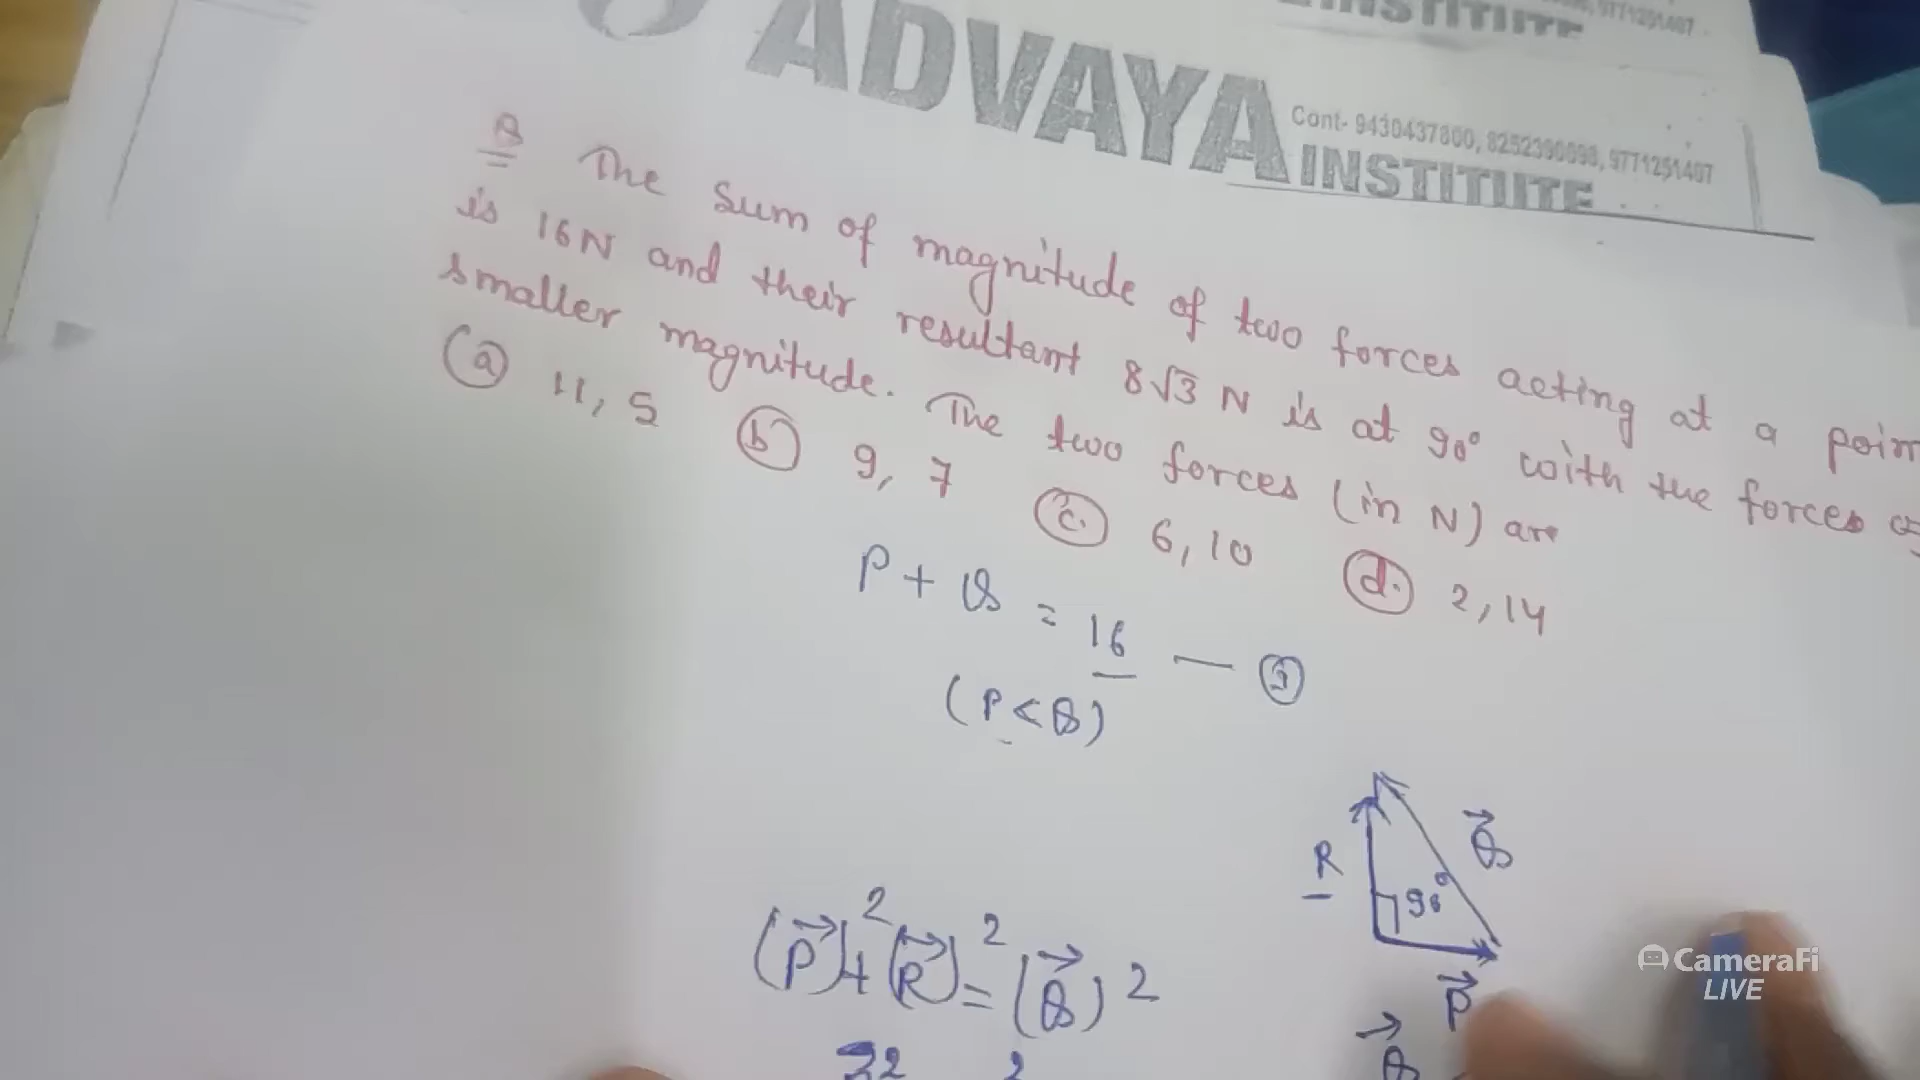 INSTITUTE
ADVAYA
Cont- 9430437800, 8252390098, 9771251407
INSTITUTE
Q The Sum of magnitude of two forces acting at a
is 16N and their resultant 8√3 N is at 90° with the forces
smaller magnitude. The two forces (in N) are
(a) 11, 5 (b) 9, 7 (c.) 6, 10 (d.) 2, 14
P + Q = 16 — (1)
(P < Q)
R Q⃗
90°
P⃗
(P⃗)² + (R⃗)² = (Q⃗)²
CameraFi
LIVE